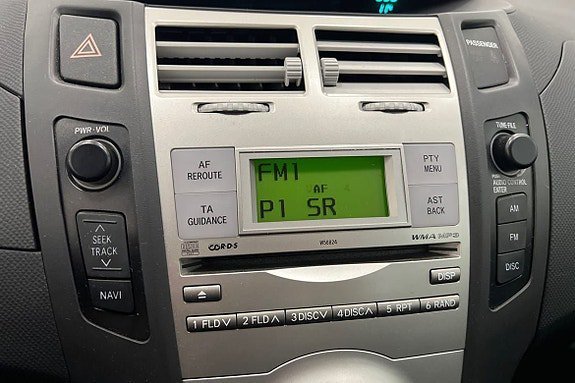 PASSENGER
PWR·VOL
TUNE·FILE
AF
REROUTE
FM1
AF
P1 SR
PTY
MENU
PUSH
AUDIO CONTROL
ENTER
TA
GUIDANCE
AST
BACK
SEEK
TRACK
AM
FM
DISC
CD R·D·S
W58824
WMA MP3
NAVI
DISP
1 FLD ∨
2 FLD ∧
3 DISC ∨
4 DISC ∧
5 RPT
6 RAND